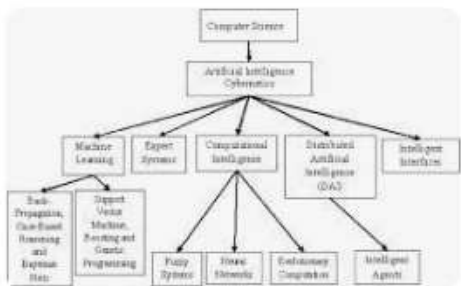 Computer Science
Artificial Intelligence
Cybernetics
Machine
Learning
Expert
Systems
Computational
Intelligence
Distributed
Artificial
Intelligence
(DAI)
Intelligent
Interfaces
Back-
Propagation,
Case-Based
Reasoning
and
Bayesian
Nets
Support
Vector
Machine,
Boosting and
Genetic
Programming
Fuzzy
Systems
Neural
Networks
Evolutionary
Computation
Intelligent
Agents